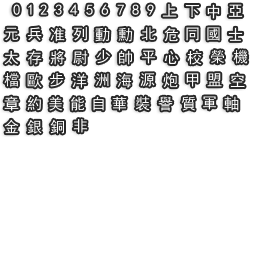 0 1 2 3 4 5 6 7 8 9 上 下 中 亞
元 兵 准 列 動 勳 北 危 同 國 士
太 存 將 尉 少 帥 平 心 校 榮 機
檔 歐 步 洋 洲 海 源 炮 甲 盟 空
章 約 美 能 自 華 裝 譽 質 軍 軸
金 銀 銅 非